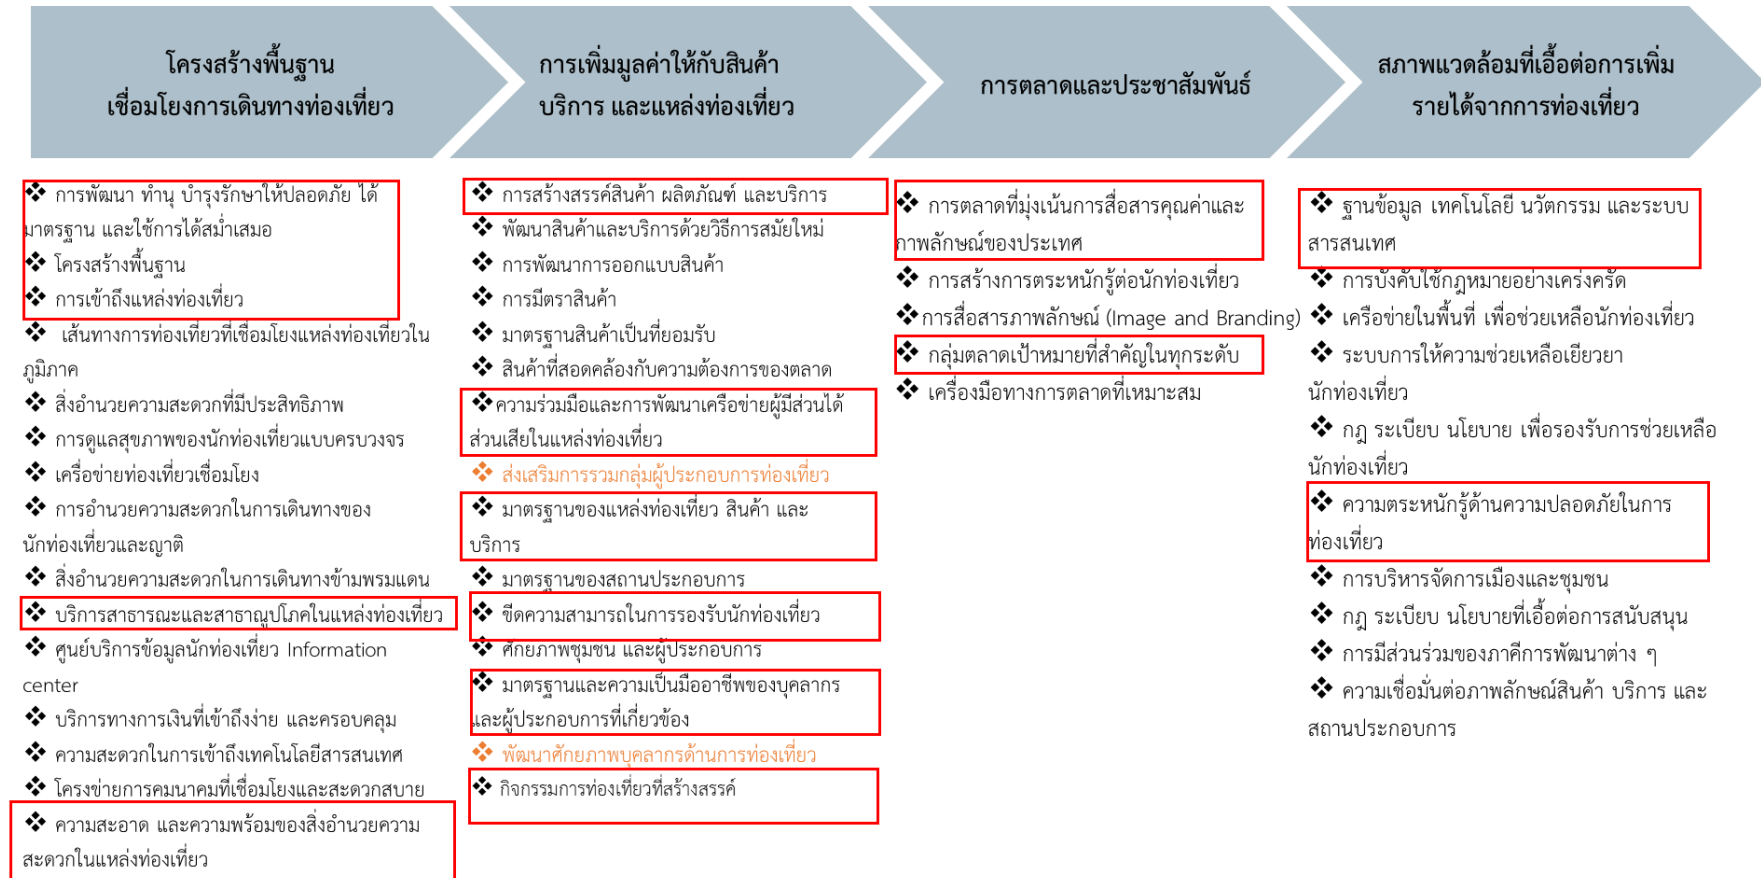 โครงสร้างพื้นฐาน
เชื่อมโยงการเดินทางท่องเที่ยว
การเพิ่มมูลค่าให้กับสินค้า
บริการ และแหล่งท่องเที่ยว
การตลาดและประชาสัมพันธ์
สภาพแวดล้อมที่เอื้อต่อการเพิ่ม
รายได้จากการท่องเที่ยว
❖ การพัฒนา ทำนุ บำรุงรักษาให้ปลอดภัย ได้
มาตรฐาน และใช้การได้สม่ำเสมอ
❖ โครงสร้างพื้นฐาน
❖ การเข้าถึงแหล่งท่องเที่ยว
❖ เส้นทางการท่องเที่ยวที่เชื่อมโยงแหล่งท่องเที่ยวใน
ภูมิภาค
❖ สิ่งอำนวยความสะดวกที่มีประสิทธิภาพ
❖ การดูแลสุขภาพของนักท่องเที่ยวแบบครบวงจร
❖ เครือข่ายท่องเที่ยวเชื่อมโยง
❖ การอำนวยความสะดวกในการเดินทางของ
นักท่องเที่ยวและญาติ
❖ สิ่งอำนวยความสะดวกในการเดินทางข้ามพรมแดน
❖ บริการสาธารณะและสาธาณูปโภคในแหล่งท่องเที่ยว
❖ ศูนย์บริการข้อมูลนักท่องเที่ยว Information
center
❖ บริการทางการเงินที่เข้าถึงง่าย และครอบคลุม
❖ ความสะดวกในการเข้าถึงเทคโนโลยีสารสนเทศ
❖ โครงข่ายการคมนาคมที่เชื่อมโยงและสะดวกสบาย
❖ ความสะอาด และความพร้อมของสิ่งอำนวยความ
สะดวกในแหล่งท่องเที่ยว
❖ การสร้างสรรค์สินค้า ผลิตภัณฑ์ และบริการ
❖ พัฒนาสินค้าและบริการด้วยวิธีการสมัยใหม่
❖ การพัฒนาการออกแบบสินค้า
❖ การมีตราสินค้า
❖ มาตรฐานสินค้าเป็นที่ยอมรับ
❖ สินค้าที่สอดคล้องกับความต้องการของตลาด
❖ความร่วมมือและการพัฒนาเครือข่ายผู้มีส่วนได้
ส่วนเสียในแหล่งท่องเที่ยว
❖ ส่งเสริมการรวมกลุ่มผู้ประกอบการท่องเที่ยว
❖ มาตรฐานของแหล่งท่องเที่ยว สินค้า และ
บริการ
❖ มาตรฐานของสถานประกอบการ
❖ ขีดความสามารถในการรองรับนักท่องเที่ยว
❖ ศักยภาพชุมชน และผู้ประกอบการ
❖ มาตรฐานและความเป็นมืออาชีพของบุคลากร
และผู้ประกอบการที่เกี่ยวข้อง
❖ พัฒนาศักยภาพบุคลากรด้านการท่องเที่ยว
❖ กิจกรรมการท่องเที่ยวที่สร้างสรรค์
❖ การตลาดที่มุ่งเน้นการสื่อสารคุณค่าและ
ภาพลักษณ์ของประเทศ
❖ การสร้างการตระหนักรู้ต่อนักท่องเที่ยว
❖การสื่อสารภาพลักษณ์ (Image and Branding)
❖ กลุ่มตลาดเป้าหมายที่สำคัญในทุกระดับ
❖ เครื่องมือทางการตลาดที่เหมาะสม
❖ ฐานข้อมูล เทคโนโลยี นวัตกรรม และระบบ
สารสนเทศ
❖ การบังคับใช้กฎหมายอย่างเคร่งครัด
❖ เครือข่ายในพื้นที่ เพื่อช่วยเหลือนักท่องเที่ยว
❖ ระบบการให้ความช่วยเหลือเยียวยา
นักท่องเที่ยว
❖ กฎ ระเบียบ นโยบาย เพื่อรองรับการช่วยเหลือ
นักท่องเที่ยว
❖ ความตระหนักรู้ด้านความปลอดภัยในการ
ท่องเที่ยว
❖ การบริหารจัดการเมืองและชุมชน
❖ กฎ ระเบียบ นโยบายที่เอื้อต่อการสนับสนุน
❖ การมีส่วนร่วมของภาคีการพัฒนาต่าง ๆ
❖ ความเชื่อมั่นต่อภาพลักษณ์สินค้า บริการ และ
สถานประกอบการ